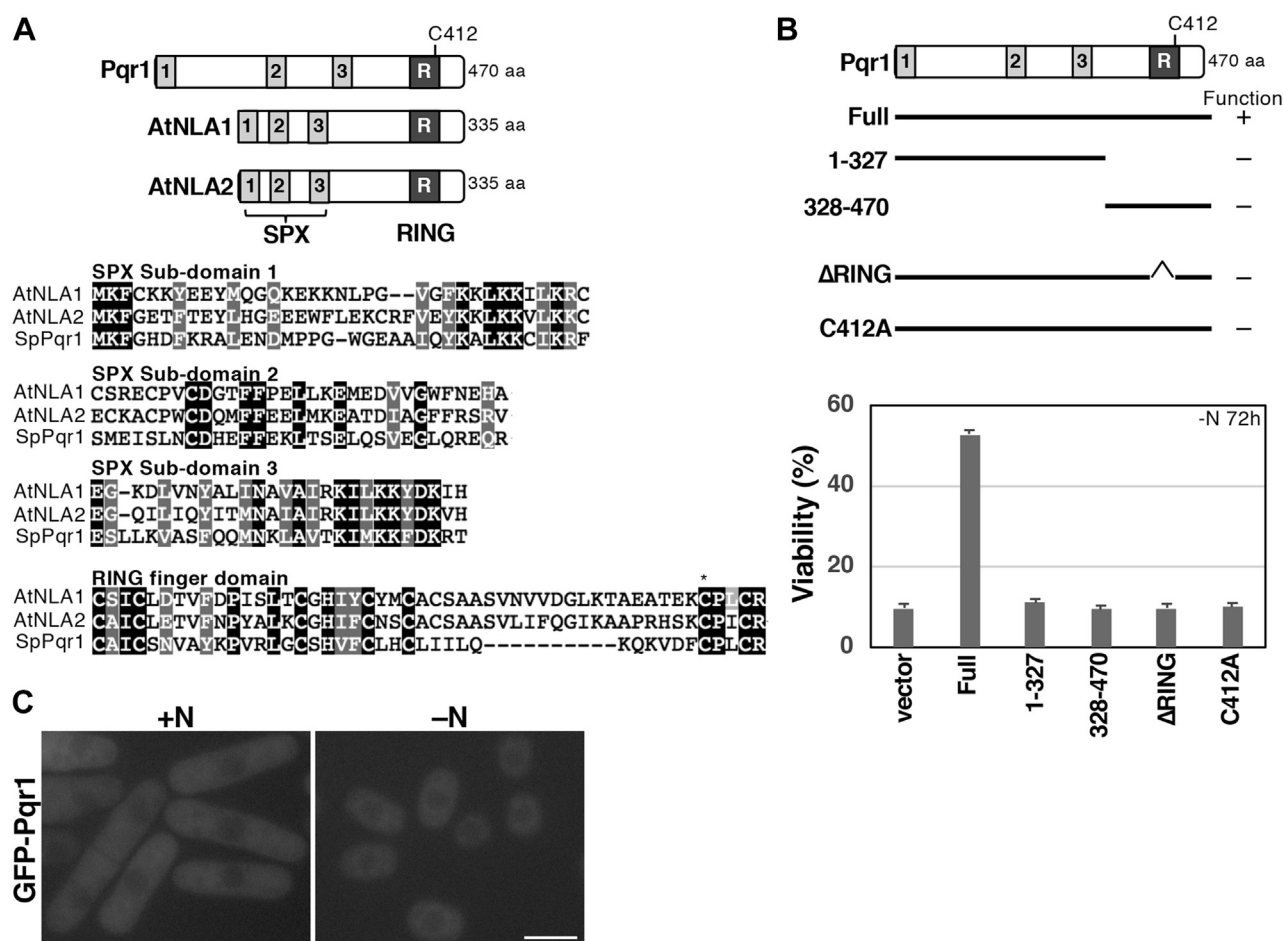 A
C412
Pqr1 1 2 3 R 470 aa
AtNLA1 1 2 3 R 335 aa
AtNLA2 1 2 3 R 335 aa
SPX RING
SPX Sub-domain 1
AtNLA1 MKFCKKYEEYMQGQKEKKNLPG--VGFKKLKKILKRC
AtNLA2 MKFGETFTEYLHGEEEWFLEKCRFVEYKKLKKVLKKC
SpPqr1 MKFGHDFKRALENDMPPG-WGEAAIQYKALKKCIKRF
SPX Sub-domain 2
AtNLA1 CSRECPVCDGTFFPELLKEMEDVVGWFNEHA
AtNLA2 ECKACPWCDQMFFEELMKEATDIAGFFRSRV
SpPqr1 SMEISLNCDHEFFEKLTSELQSVEGLQREQR
SPX Sub-domain 3
AtNLA1 EG-KDLVNYALINAVAIRKILKKYDKIH
AtNLA2 EG-QILIQYITMNAIAIRKILKKYDKVH
SpPqr1 ESLLKVASFQQMNKLAVTKIMKKFDKRT
RING finger domain
*
AtNLA1 CSICLDTVFDPISLTCGHIYCYMCACSAASVNVVDGLKTAEATEKCPLCR
AtNLA2 CAICLETVFNPYALKCGHIFCNSCACSAASVLIFQGIKAAPRHSKCPICR
SpPqr1 CAICSNVAYKPVRLGCSHVFCLHCLIILQ----------KQKVDFCPLCR
B
C412
Pqr1 1 2 3 R 470 aa
Function
Full +
1-327 –
328-470 –
ΔRING –
C412A –
-N 72h
Viability (%)
60
40
20
0
vector Full 1-327 328-470 ΔRING C412A
C
+N –N
GFP-Pqr1